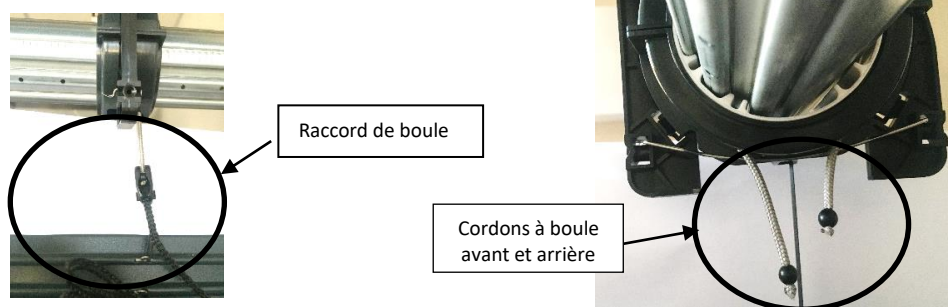 Raccord de boule
Cordons à boule
avant et arrière